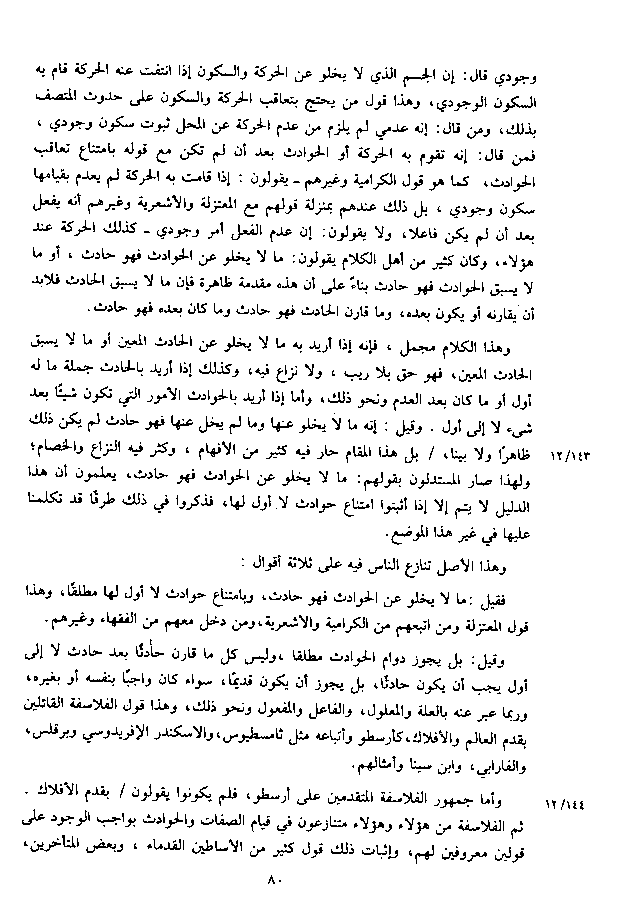 وجودي قال: إن الجسم الذي لا يخلو عن الحركة والسكون إذا انتفت عنه الحركة قام به
السكون الوجودي، وهذا قول من يحتج بتعاقب الحركة والسكون على حدوث المتصف
بذلك، ومن قال: إنه عدمي لم يلزم من عدم الحركة عن المحل ثبوت سكون وجودي ،
فمن قال: إنه تقوم به الحركة أو الحوادث بعد أن لم تكن مع قوله بامتناع تعاقب
الحوادث، كما هو قول الكرامية وغيرهم ـ يقولون : إذا قامت به الحركة لم يعدم بقيامها
سكون وجودي ، بل ذلك عندهم بمنزلة قولهم مع المعتزلة والأشعرية وغيرهم أنه يفعل
بعد أن لم يكن فاعلا، ولا يقولون: إن عدم الفعل أمر وجودي ـ كذلك الحركة عند
هؤلاء، وكان كثير من أهل الكلام يقولون: ما لا يخلو عن الحوادث فهو حادث ، أو ما
لا يسبق الحوادث فهو حادث بناءً على أن هذه مقدمة ظاهرة فإن ما لا يسبق الحادث فلابد
أن يقارنه أو يكون بعده، وما قارن الحادث فهو حادث وما كان بعده فهو حادث.
وهذا الكلام مجمل ، فإنه إذا أريد به ما لا يخلو عن الحادث المعين أو ما لا يسبق
الحادث المعين، فهو حق بلا ريب ، ولا نزاع فيه، وكذلك إذا أريد بالحادث جملة ما له
أول أو ما كان بعد العدم ونحو ذلك، وأما إذا أريد بالحوادث الأمور التي تكون شيئًا بعد
شيء لا إلى أول . وقيل : إنه ما لا يخلو عنها وما لم يخل عنها فهو حادث لم يكن ذلك
ظاهرًا ولا بينا، / بل هذا المقام حار فيه كثير من الأفهام ، وكثر فيه النزاع والخصام؛ ١٢/١٤٣
ولهذا صار المستدلون بقولهم: ما لا يخلو عن الحوادث فهو حادث، يعلمون أن هذا
الدليل لا يتم إلا إذا أثبتوا امتناع حوادث لا أول لها، فذكروا في ذلك طرقًا قد تكلمنا
عليها في غير هذا الموضع.
وهذا الأصل تنازع الناس فيه على ثلاثة أقوال :
فقيل :ما لا يخلو عن الحوادث فهو حادث، وبامتناع حوادث لا أول لها مطلقًا، وهذا
قول المعتزلة ومن اتبعهم من الكرامية والأشعرية،ومن دخل معهم من الفقهاء وغيرهم.
وقيل: بل يجوز دوام الحوادث مطلقا ،وليس كل ما قارن حادثًا بعد حادث لا إلى
أول يجب أن يكون حادثًا، بل يجوز أن يكون قديمًا، سواء كان واجبًا بنفسه أو بغيره،
وربما عبر عنه بالعلة والمعلول، والفاعل والمفعول ونحو ذلك، وهذا قول الفلاسفة القائلين
بقدم العالم والأفلاك،كأرسطو وأتباعه مثل ثامسطيوس،والاسكندر الإفريدوسي وبرقلس،
والفارابي، وابن سينا وأمثالهم.
وأما جمهور الفلاسفة المتقدمين على أرسطو، فلم يكونوا يقولون / بقدم الأفلاك . ١٢/١٤٤
ثم الفلاسفة من هؤلاء وهؤلاء متنازعون في قيام الصفات والحوادث بواجب الوجود على
قولين معروفين لهم، وإثبات ذلك قول كثير من الأساطين القدماء ، وبعض المتأخرين،
٨٠